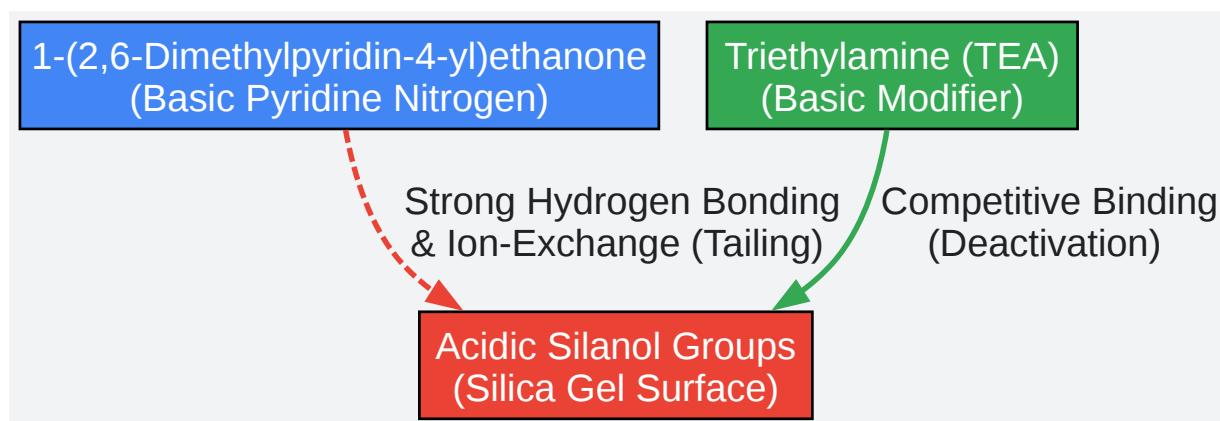 1-(2,6-Dimethylpyridin-4-yl)ethanone
(Basic Pyridine Nitrogen)
Triethylamine (TEA)
(Basic Modifier)
Strong Hydrogen Bonding
& Ion-Exchange (Tailing)
Competitive Binding
(Deactivation)
Acidic Silanol Groups
(Silica Gel Surface)